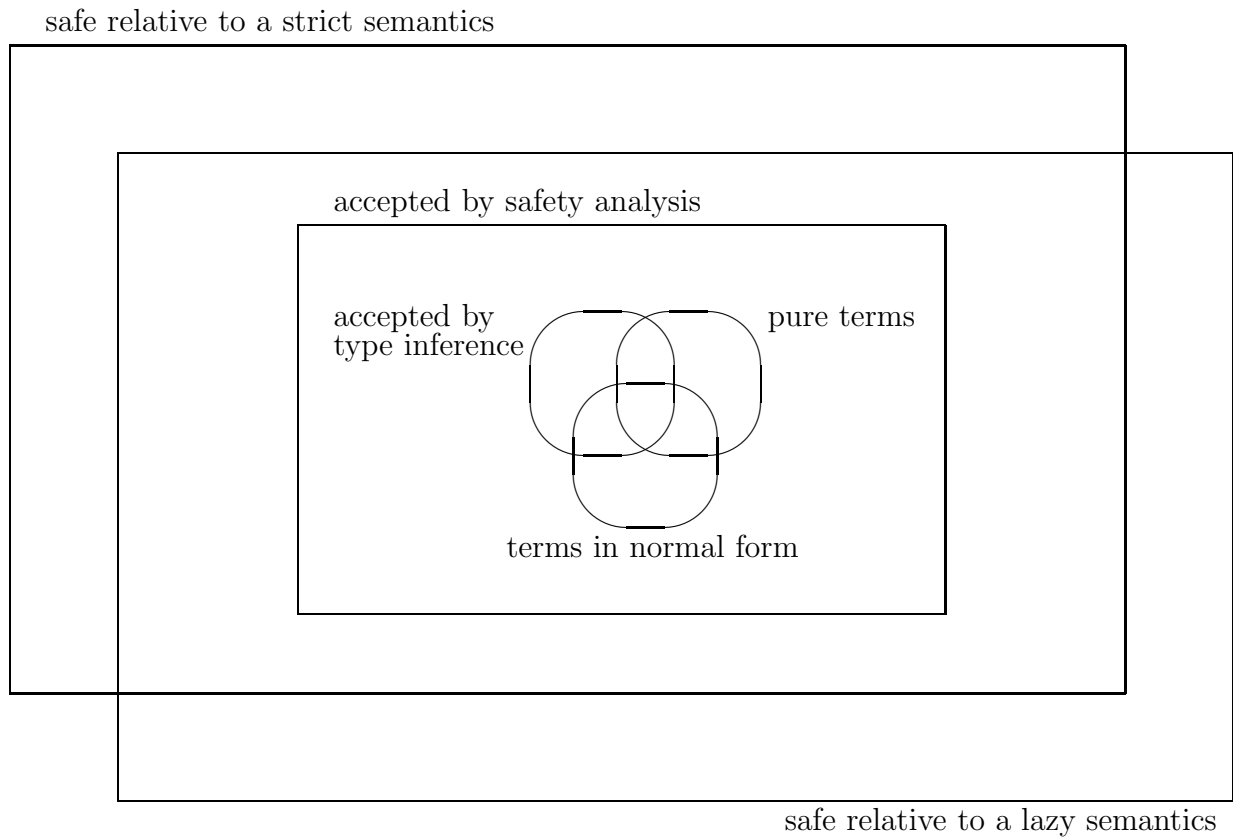 safe relative to a strict semantics
accepted by safety analysis
accepted by
type inference
pure terms
terms in normal form
safe relative to a lazy semantics